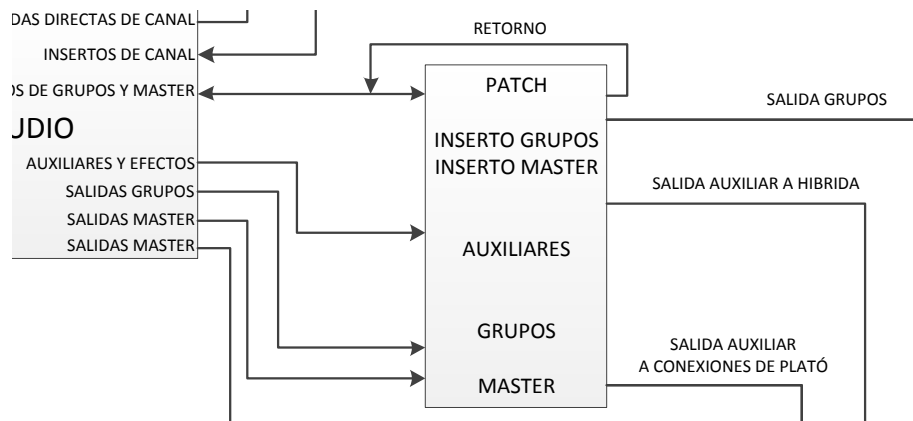 DAS DIRECTAS DE CANAL
INSERTOS DE CANAL
OS DE GRUPOS Y MASTER
UDIO
AUXILIARES Y EFECTOS
SALIDAS GRUPOS
SALIDAS MASTER
SALIDAS MASTER
RETORNO
PATCH
INSERTO GRUPOS
INSERTO MASTER
AUXILIARES
GRUPOS
MASTER
SALIDA GRUPOS
SALIDA AUXILIAR A HIBRIDA
SALIDA AUXILIAR
A CONEXIONES DE PLATÓ